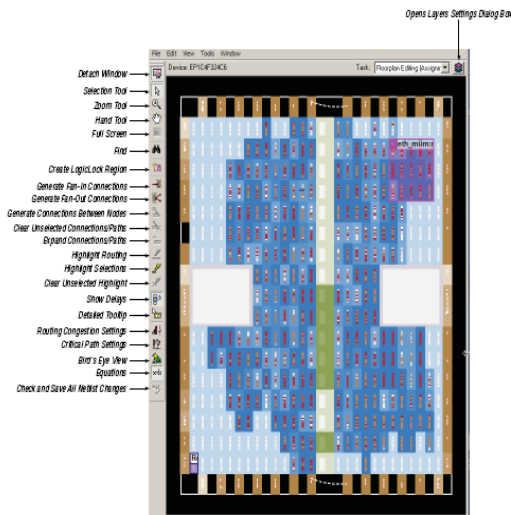 Opens Layers Settings Dialog Box
File Edit View Tools Window
Device: EP1C4F324C6
Task: Floorplan Editing (Assignm
Detach Window
Selection Tool
Zoom Tool
Hand Tool
Full Screen
Find
Create LogicLock Region
Generate Fan-In Connections
Generate Fan-Out Connections
Generate Connections Between Nodes
Clear Unselected Connections/Paths
Expand Connections/Paths
Highlight Routing
Highlight Selections
Clear Unselected Highlight
Show Delays
Detailed Tooltip
Routing Congestion Settings
Critical Path Settings
Bird's Eye View
Equations
Check and Save All Netlist Changes
eth_miim: